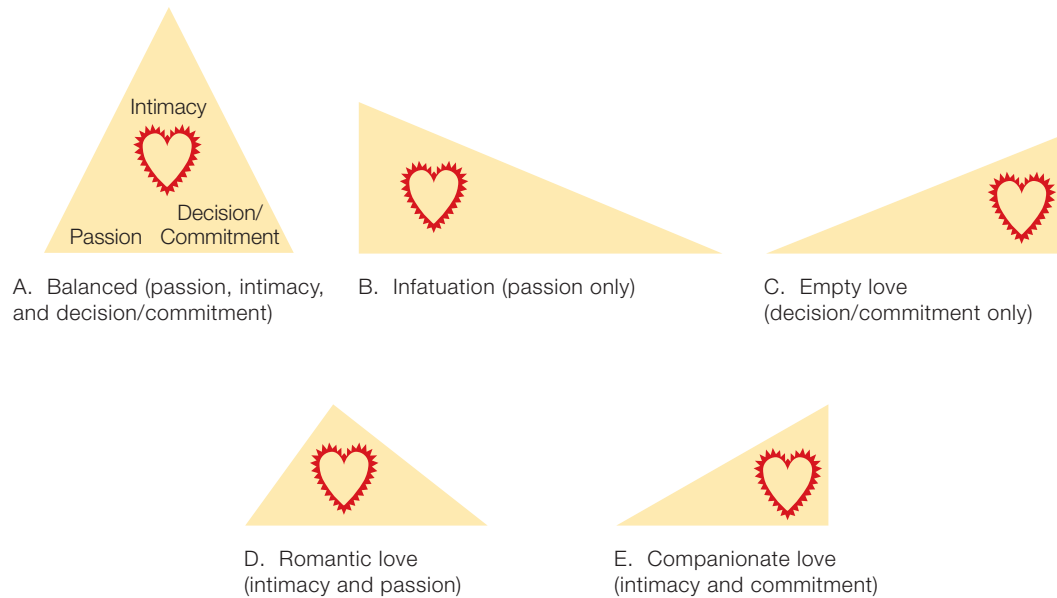 Intimacy
Passion
Decision/
Commitment
A. Balanced (passion, intimacy,
and decision/commitment)
B. Infatuation (passion only)
C. Empty love
(decision/commitment only)
D. Romantic love
(intimacy and passion)
E. Companionate love
(intimacy and commitment)